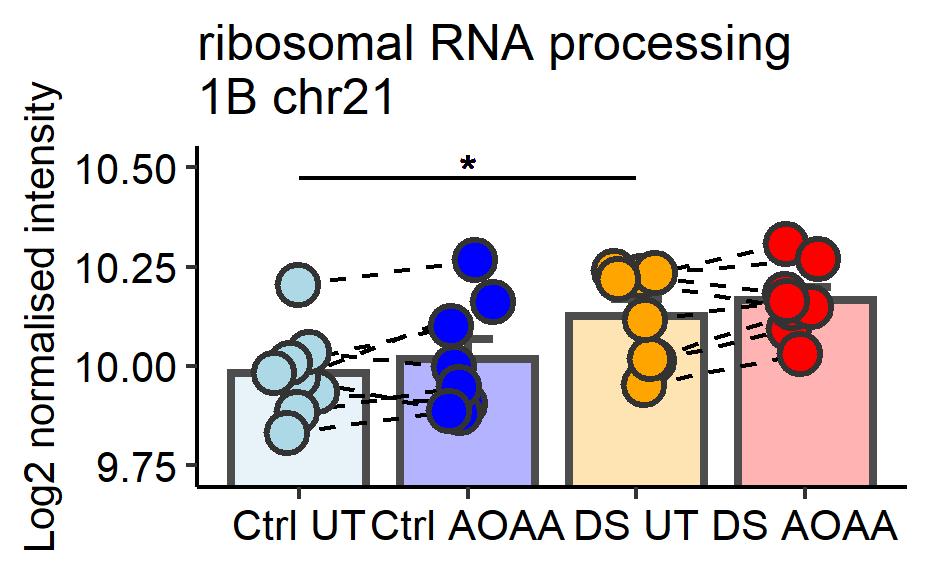 ribosomal RNA processing
1B chr21
Log2 normalised intensity
10.50
10.25
10.00
9.75
*
Ctrl UT Ctrl AOAA DS UT DS AOAA